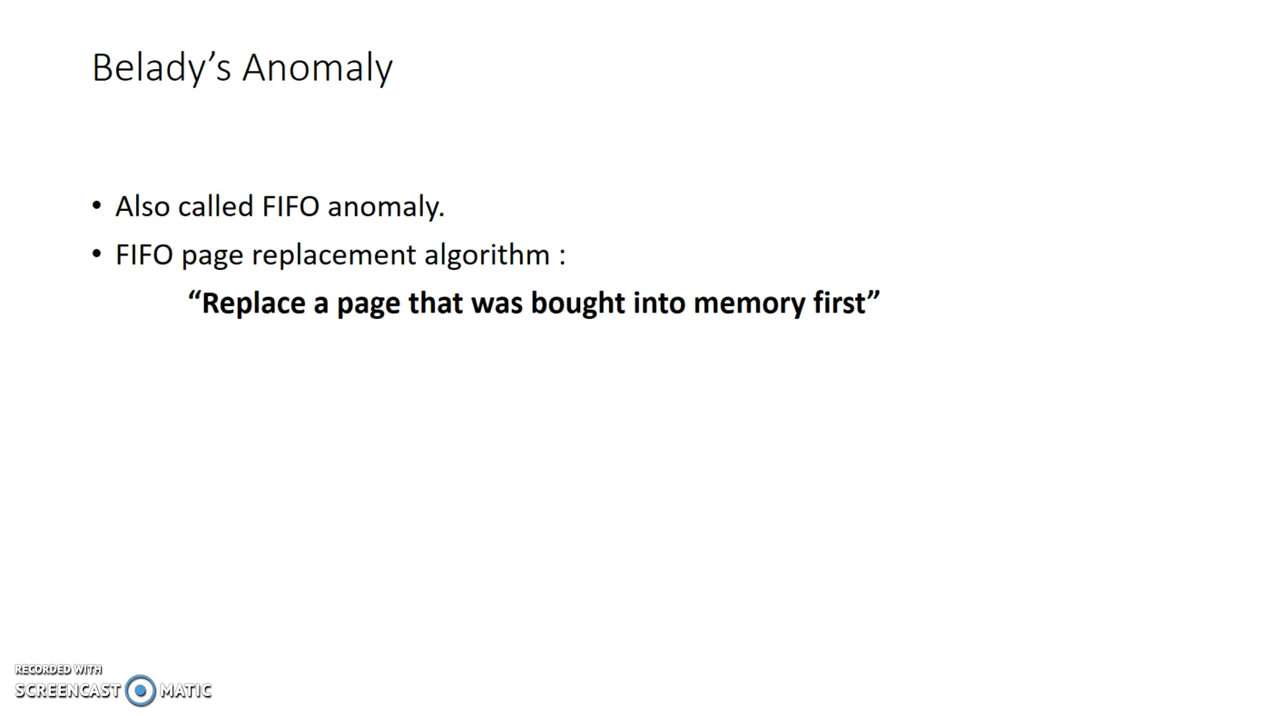 Belady’s Anomaly
• Also called FIFO anomaly.
• FIFO page replacement algorithm :
“Replace a page that was bought into memory first”
RECORDED WITH
SCREENCAST MATIC